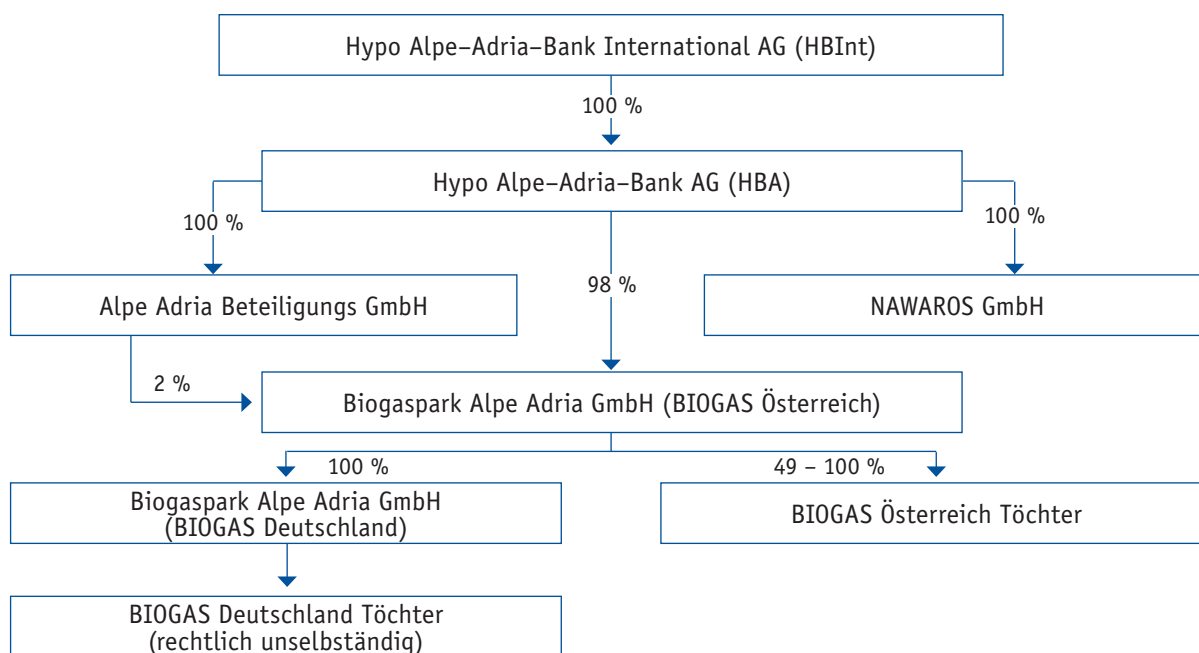 Hypo Alpe–Adria–Bank International AG (HBInt)
100 %
Hypo Alpe–Adria–Bank AG (HBA)
100 %
100 %
98 %
Alpe Adria Beteiligungs GmbH
NAWAROS GmbH
2 %
Biogaspark Alpe Adria GmbH (BIOGAS Österreich)
100 %
49 – 100 %
Biogaspark Alpe Adria GmbH
(BIOGAS Deutschland)
BIOGAS Österreich Töchter
BIOGAS Deutschland Töchter
(rechtlich unselbständig)